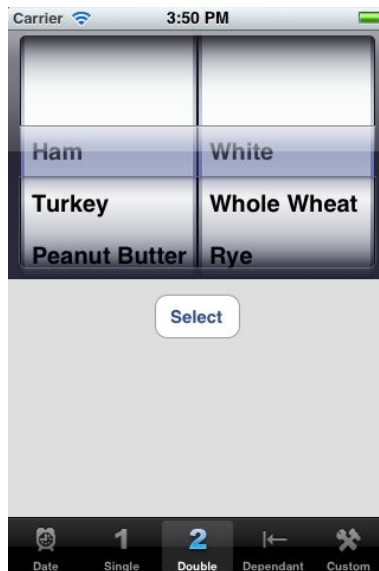 Carrier 3:50 PM
Ham White
Turkey Whole Wheat
Peanut Butter Rye
Select
1 2
Date Single Double Dependant Custom